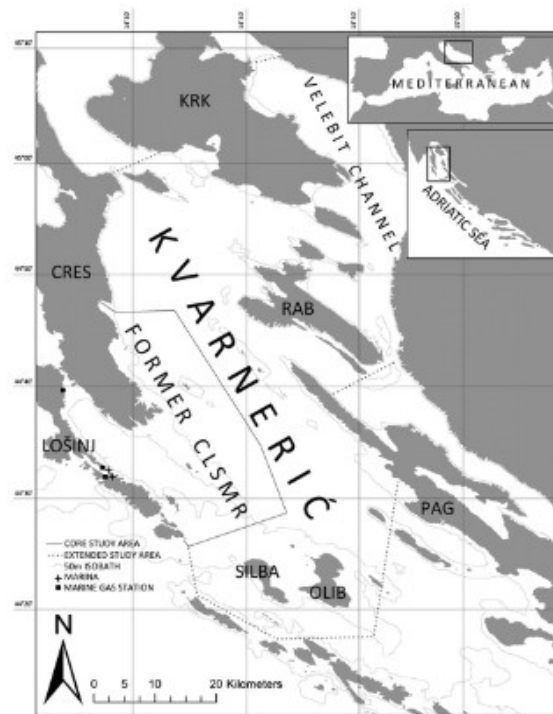 KRK
VELEBIT CHANNEL
MEDITERRANEAN
ADRIATIC SEA
CRES
KVARNERIĆ
RAB
FORMER CLSMR
LOŠINJ
PAG
SILBA
OLIB
CORE STUDY AREA
EXTENDED STUDY AREA
50m ISOBATH
MARINA
MARINE GAS STATION
N
0 5 10 20 Kilometers